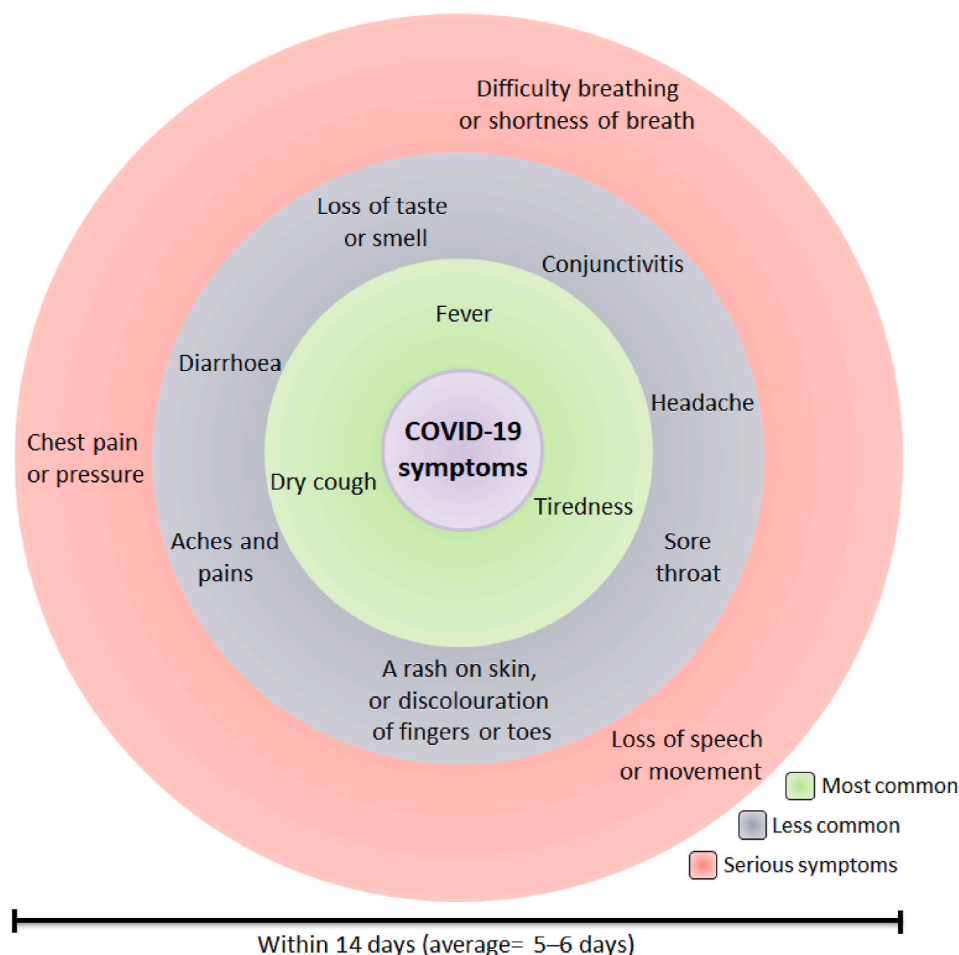 Difficulty breathing
or shortness of breath
Loss of taste
or smell
Conjunctivitis
Fever
Diarrhoea
Headache
COVID-19
symptoms
Chest pain
or pressure
Dry cough
Tiredness
Aches and
pains
Sore
throat
A rash on skin,
or discolouration
of fingers or toes
Loss of speech
or movement
Most common
Less common
Serious symptoms
Within 14 days (average= 5–6 days)